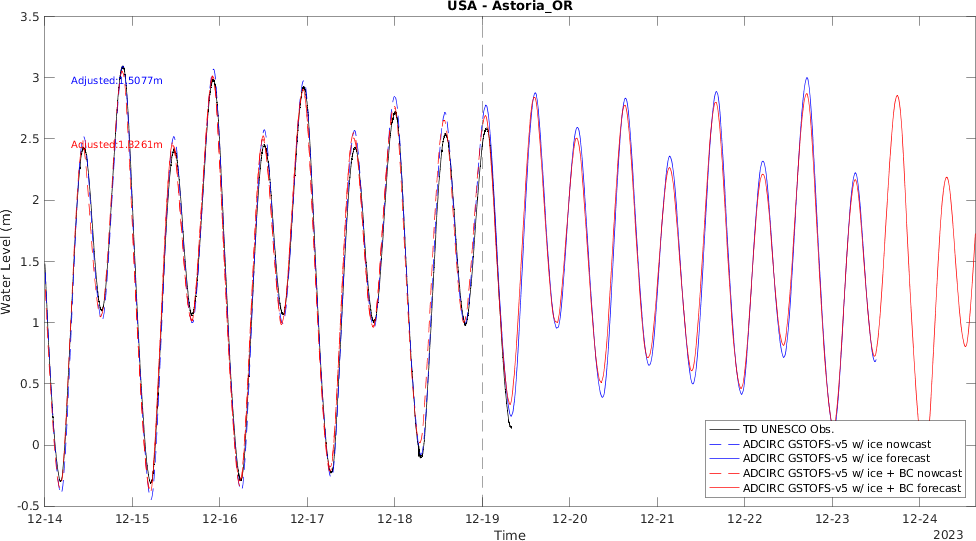 USA - Astoria_OR
3.5
3
2.5
2
1.5
1
0.5
0
-0.5
Water Level (m)
Adjusted:1.5077m
Adjusted:1.8261m
TD UNESCO Obs.
ADCIRC GSTOFS-v5 w/ ice nowcast
ADCIRC GSTOFS-v5 w/ ice forecast
ADCIRC GSTOFS-v5 w/ ice + BC nowcast
ADCIRC GSTOFS-v5 w/ ice + BC forecast
12-14 12-15 12-16 12-17 12-18 12-19 12-20 12-21 12-22 12-23 12-24
Time
2023